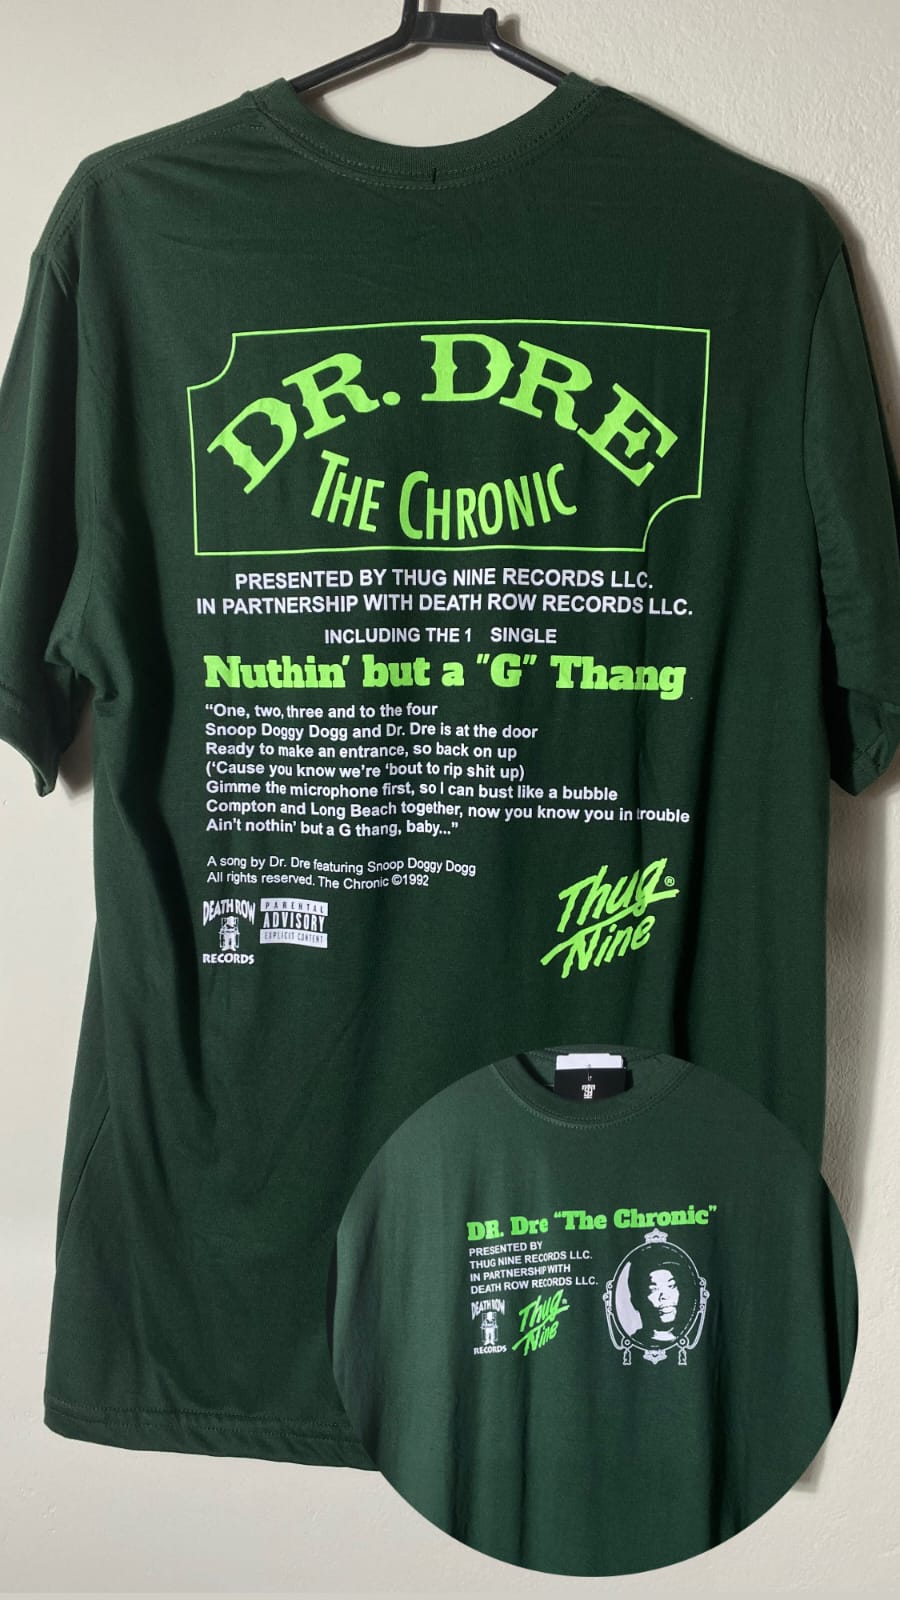 DR. DRE
THE CHRONIC
PRESENTED BY THUG NINE RECORDS LLC.
IN PARTNERSHIP WITH DEATH ROW RECORDS LLC.
INCLUDING THE 1 SINGLE
Nuthin' but a "G" Thang
"One, two, three and to the four
Snoop Doggy Dogg and Dr. Dre is at the door
Ready to make an entrance, so back on up
('Cause you know we're 'bout to rip shit up)
Gimme the microphone first, so I can bust like a bubble
Compton and Long Beach together, now you know you in trouble
Ain't nothin' but a G thang, baby..."
A song by Dr. Dre featuring Snoop Doggy Dogg
All rights reserved. The Chronic ©1992
DEATH ROW
RECORDS
PARENTAL
ADVISORY
EXPLICIT CONTENT
Thug®
Nine
DR. Dre "The Chronic"
PRESENTED BY
THUG NINE RECORDS LLC.
IN PARTNERSHIP WITH
DEATH ROW RECORDS LLC.
DEATH ROW
RECORDS
Thug
Nine